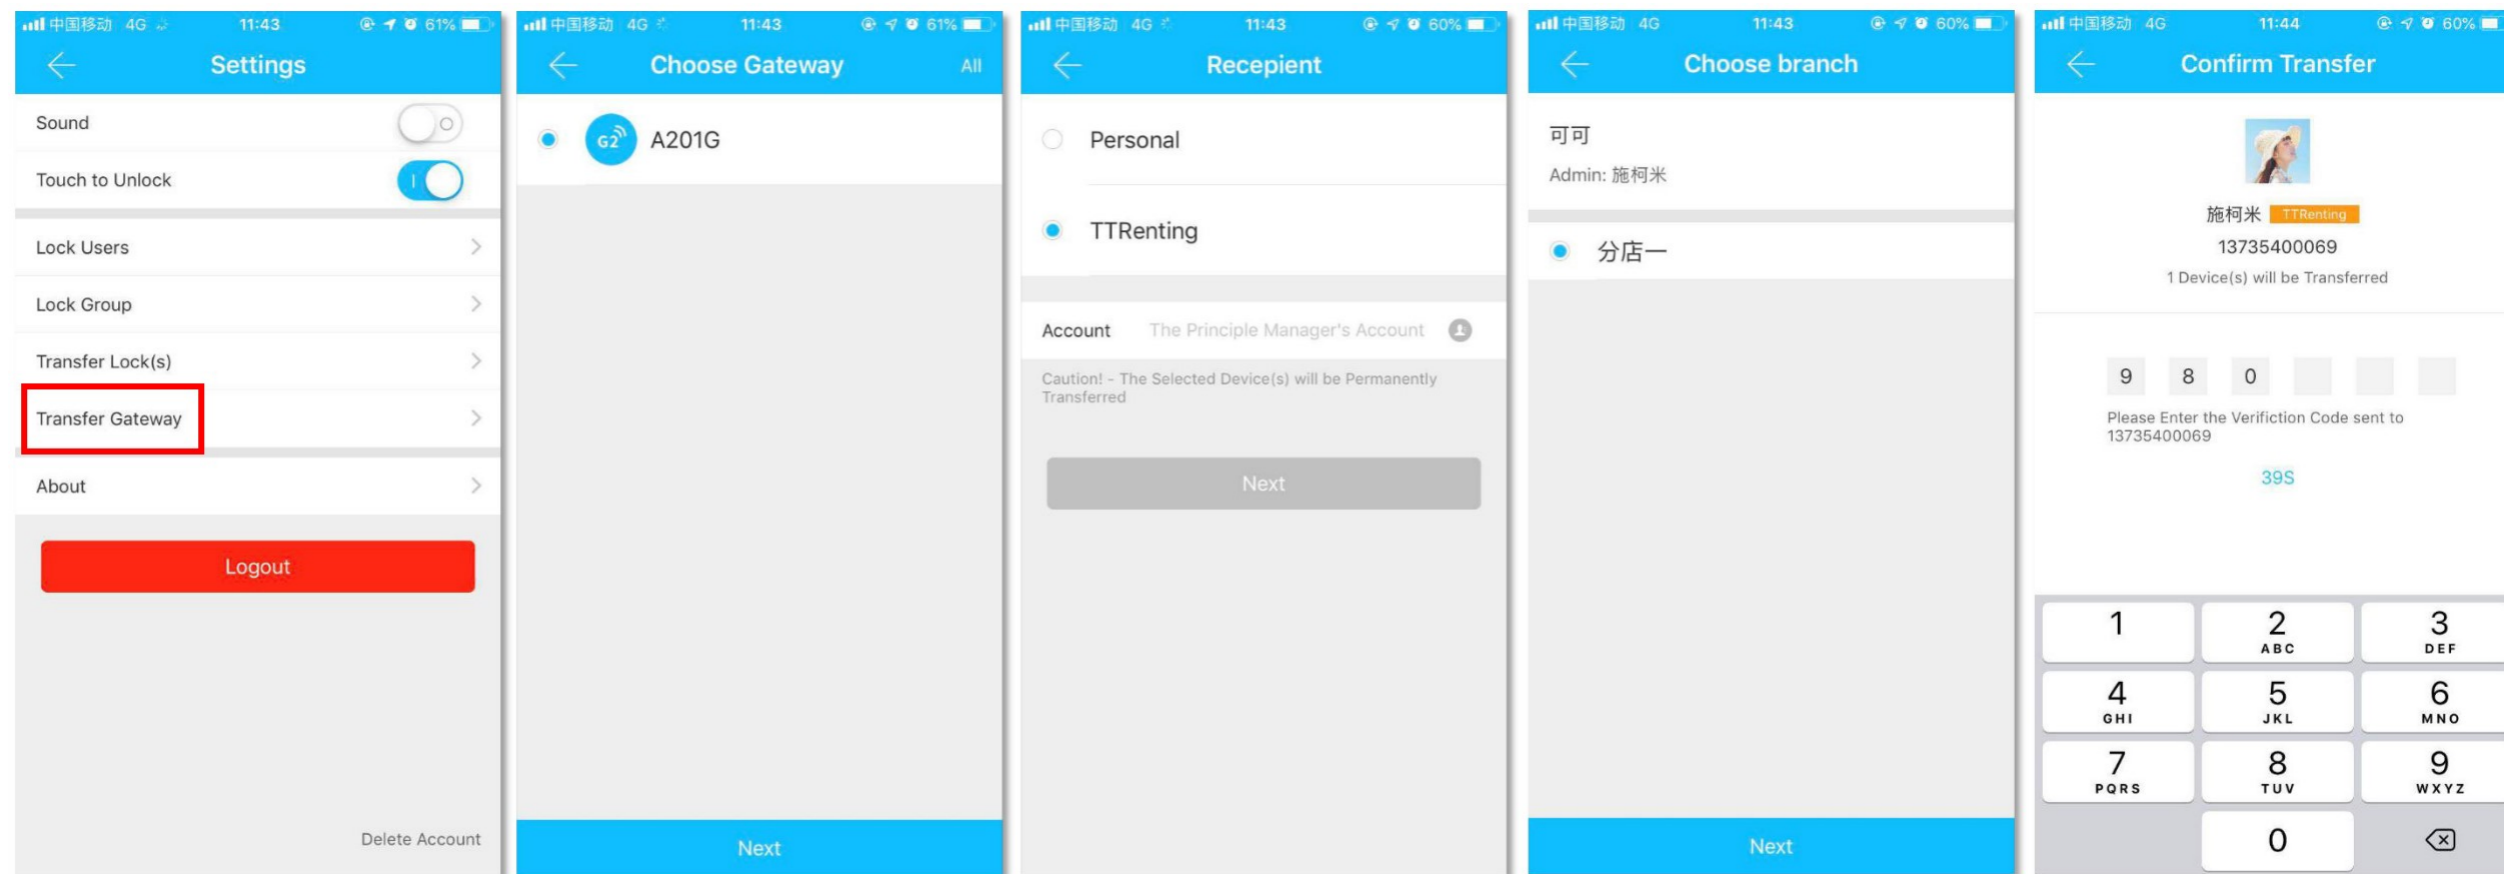 中国移动 4G 11:43 61%
Settings
Sound
Touch to Unlock
Lock Users
Lock Group
Transfer Lock(s)
Transfer Gateway
About
Logout
Delete Account
中国移动 4G 11:43 61%
Choose Gateway All
G2 A201G
Next
中国移动 4G 11:43 60%
Recepient
Personal
TTRenting
Account The Principle Manager's Account
Caution! - The Selected Device(s) will be Permanently
Transferred
Next
中国移动 4G 11:43 60%
Choose branch
可可
Admin: 施柯米
分店一
Next
中国移动 4G 11:44 60%
Confirm Transfer
施柯米 TTRenting
13735400069
1 Device(s) will be Transferred
9 8 0
Please Enter the Verifiction Code sent to
13735400069
39S
1 2 3
ABC DEF
4 5 6
GHI JKL MNO
7 8 9
PQRS TUV WXYZ
0